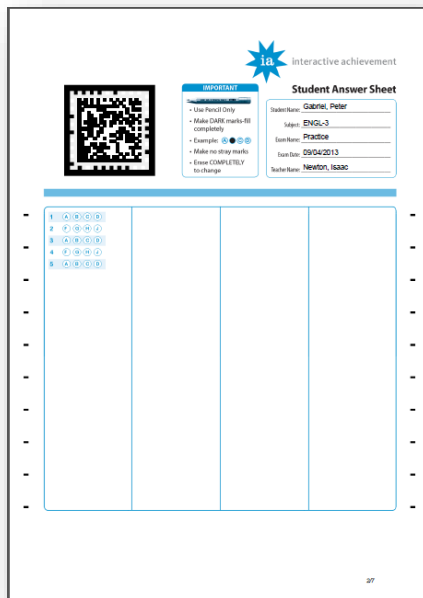 ia interactive achievement
IMPORTANT
• Use Pencil Only
• Make DARK marks-fill
completely
• Example: A C D
• Make no stray marks
• Erase COMPLETELY
to change
Student Answer Sheet
Student Name: Gabriel, Peter
Subject: ENGL-3
Exam Name: Practice
Exam Date: 09/04/2013
Teacher Name: Newton, Isaac
1 A B C D
2 F G H J
3 A B C D
4 F G H J
5 A B C D
2/7